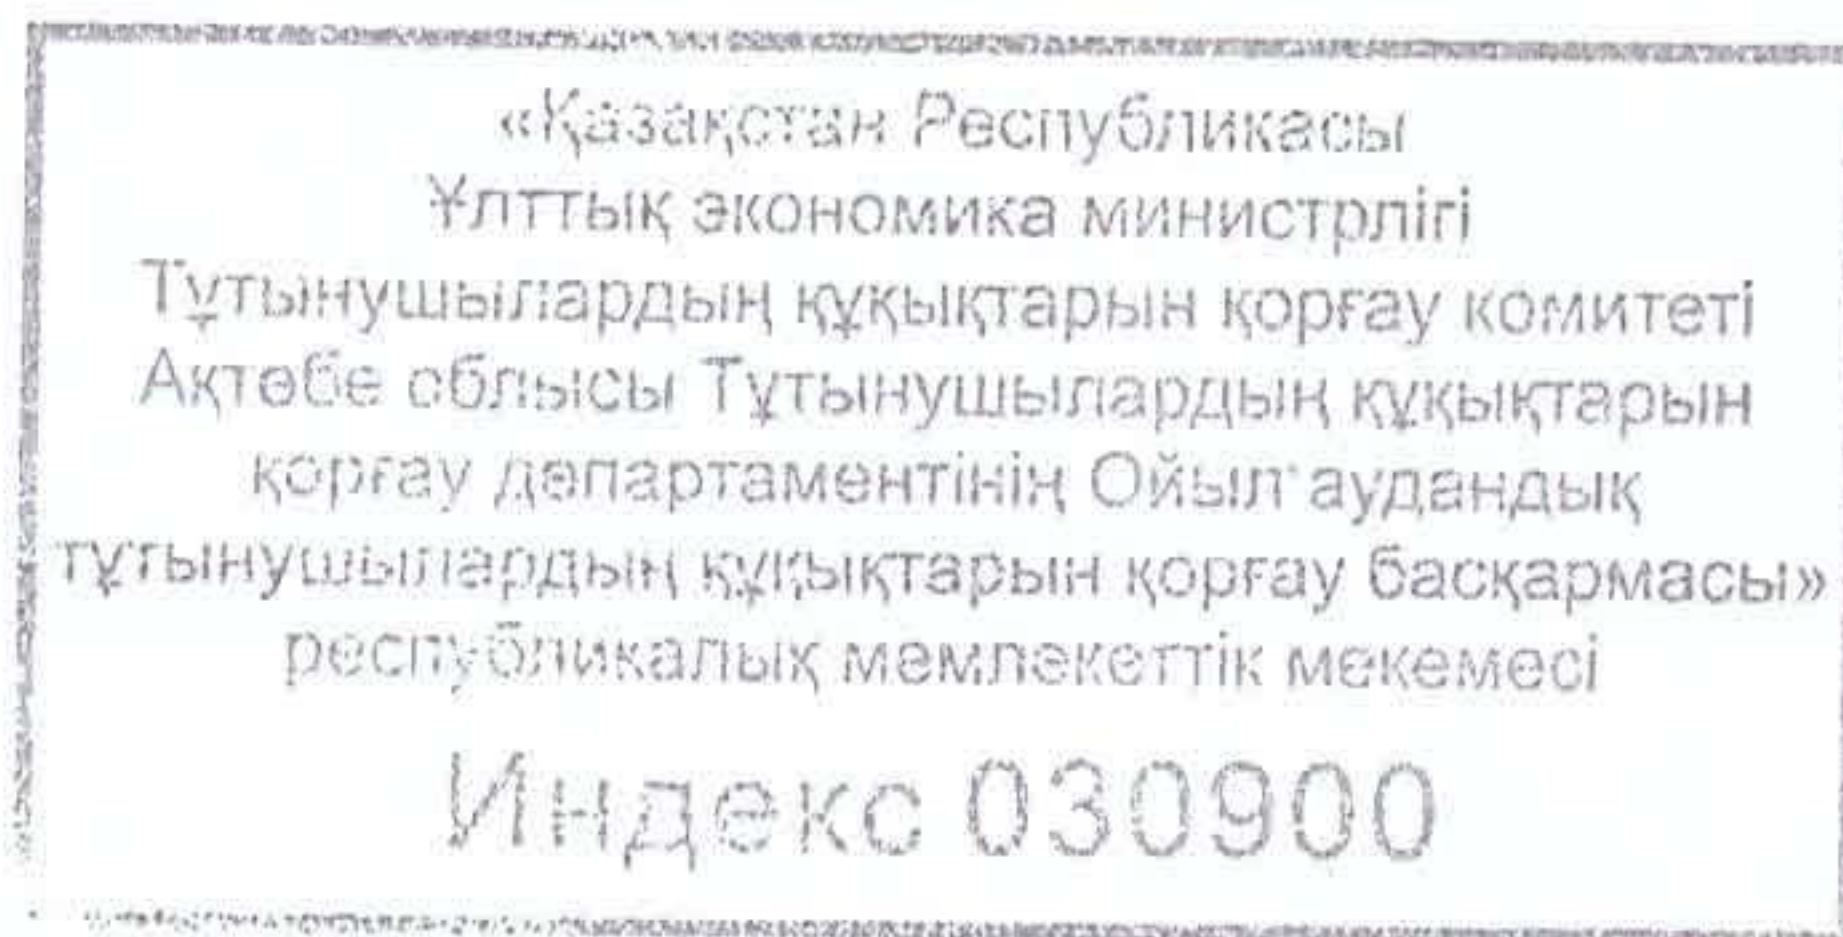 «Қазақстан Республикасы
Ұлттық экономика министрлігі
Тұтынушылардың құқықтарын қорғау комитеті
Ақтөбе облысы Тұтынушылардың құқықтарын
қорғау департаментінің Ойыл аудандық
тұтынушылардың құқықтарын қорғау басқармасы»
республикалық мемлекеттік мекемесі
Индекс 030900